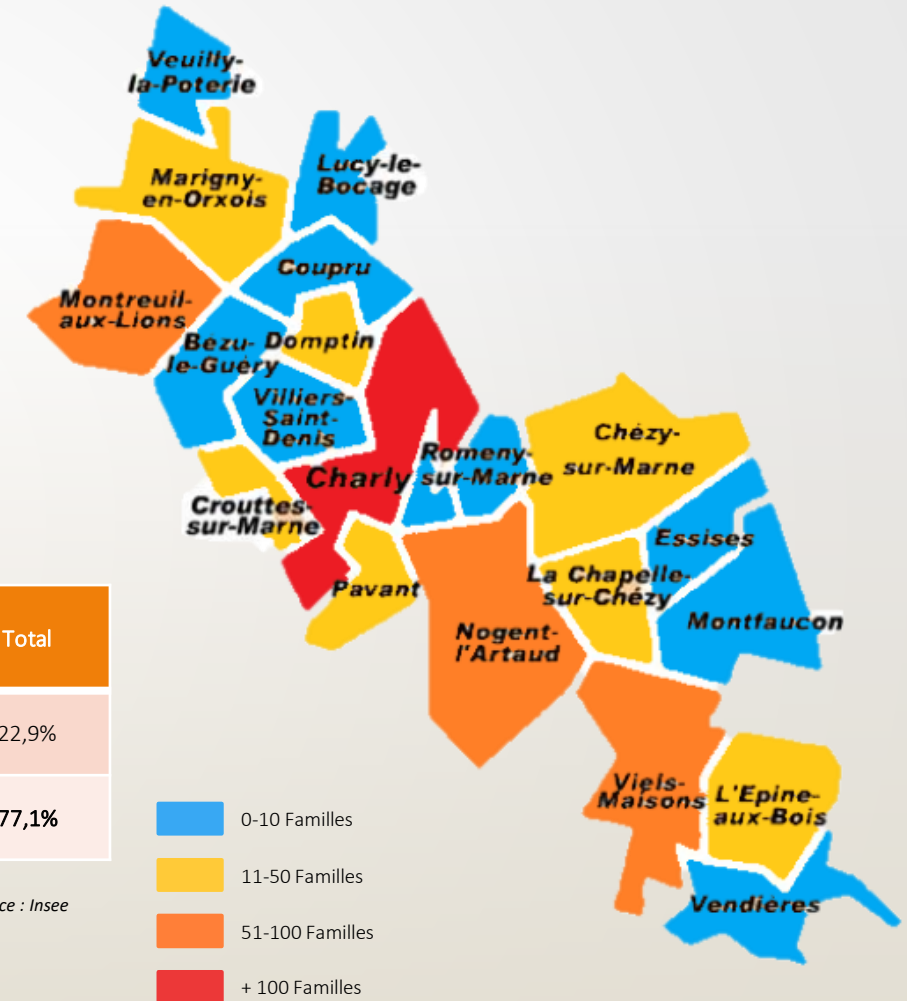 Veuilly-
la-Poterie
Marigny-
en-Orxois
Lucy-le-
Bocage
Coupru
Montreuil-
aux-Lions
Bézu-
le-Guéry
Domptin
Villiers-
Saint-
Denis
Charly
Romeny-
sur-Marne
Chézy-
sur-Marne
Crouttes-
sur-Marne
Essises
La Chapelle-
sur-Chézy
Pavant
Montfaucon
Nogent-
l'Artaud
Viels-
Maisons
L'Epine-
aux-Bois
Vendières
Total
22,9%
77,1%
ce : Insee
0-10 Familles
11-50 Familles
51-100 Familles
+ 100 Familles